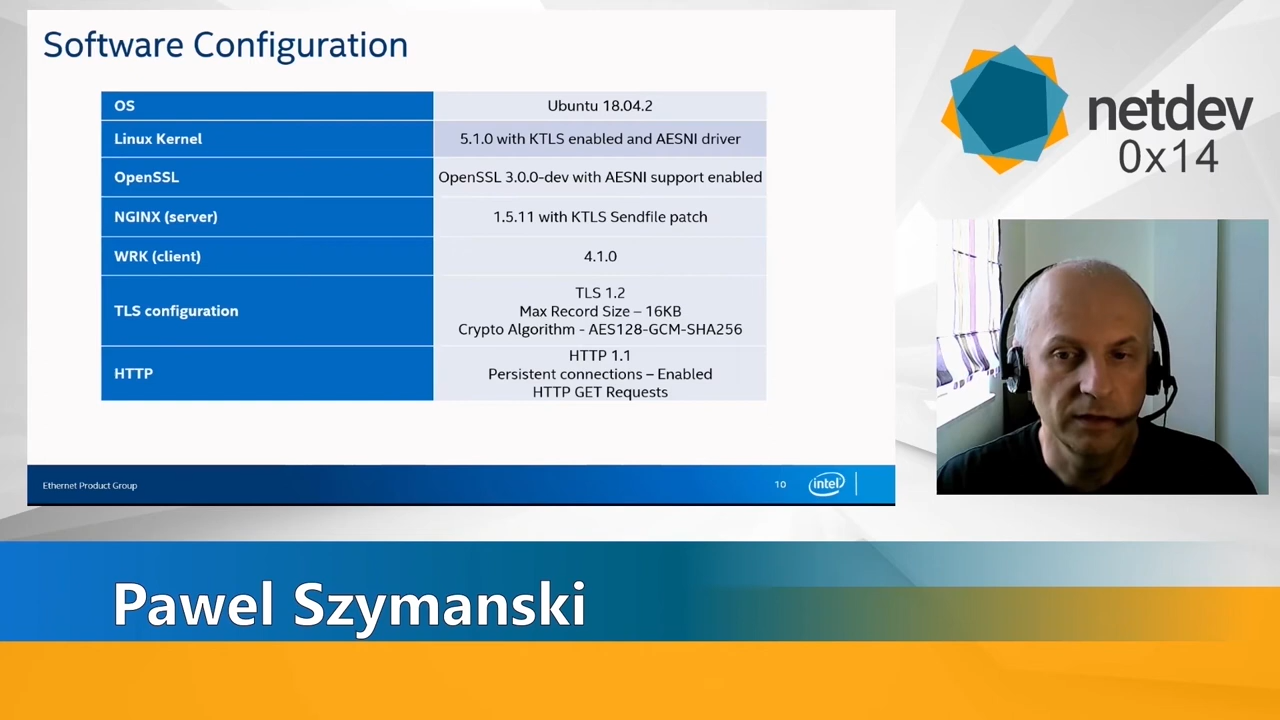 Software Configuration
OS
Ubuntu 18.04.2
Linux Kernel
5.1.0 with KTLS enabled and AESNI driver
OpenSSL
OpenSSL 3.0.0-dev with AESNI support enabled
NGINX (server)
1.5.11 with KTLS Sendfile patch
WRK (client)
4.1.0
TLS configuration
TLS 1.2
Max Record Size – 16KB
Crypto Algorithm - AES128-GCM-SHA256
HTTP
HTTP 1.1
Persistent connections – Enabled
HTTP GET Requests
Ethernet Product Group
10
intel
netdev
0x14
Pawel Szymanski